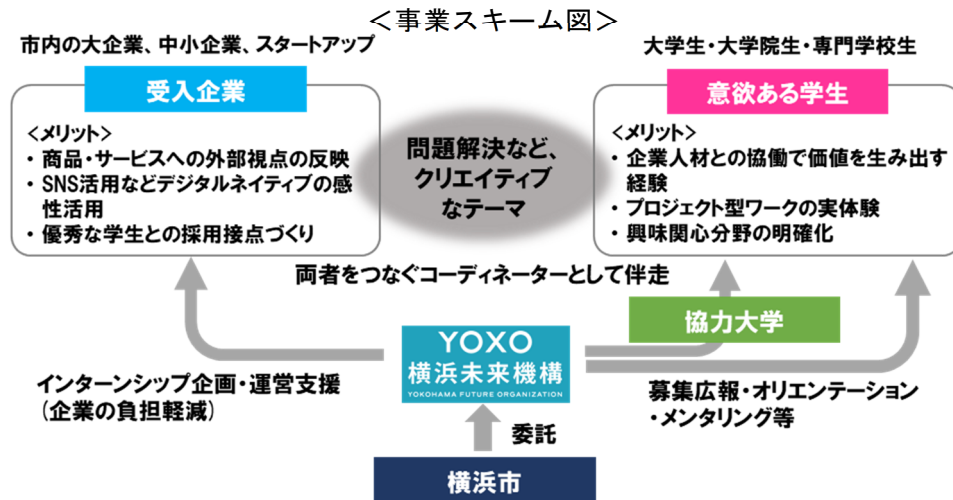 ＜事業スキーム図＞
市内の大企業、中小企業、スタートアップ
受入企業
＜メリット＞
・商品・サービスへの外部視点の反映
・SNS活用などデジタルネイティブの感
性活用
・優秀な学生との採用接点づくり
問題解決など、
クリエイティブ
なテーマ
大学生・大学院生・専門学校生
意欲ある学生
＜メリット＞
・企業人材との協働で価値を生み出す
経験
・プロジェクト型ワークの実体験
・興味関心分野の明確化
両者をつなぐコーディネーターとして伴走
協力大学
YOXO
横浜未来機構
YOKOHAMA FUTURE ORGANIZATION
インターンシップ企画・運営支援
(企業の負担軽減)
募集広報・オリエンテーション
・メンタリング等
委託
横浜市